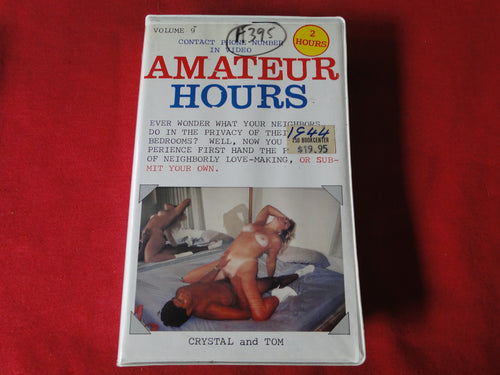 VOLUME 9
#395
2
HOURS
CONTACT PHONE NUMBER
IN VIDEO
AMATEUR
HOURS
EVER WONDER WHAT YOUR NEIGHBORS
DO IN THE PRIVACY OF THEI
BEDROOMS? WELL, NOW YOU
PERIENCE FIRST HAND THE P
OF NEIGHBORLY LOVE-MAKING, OR SUB-
MIT YOUR OWN.
1944
BOOKCENTER
$19.95
CRYSTAL and TOM